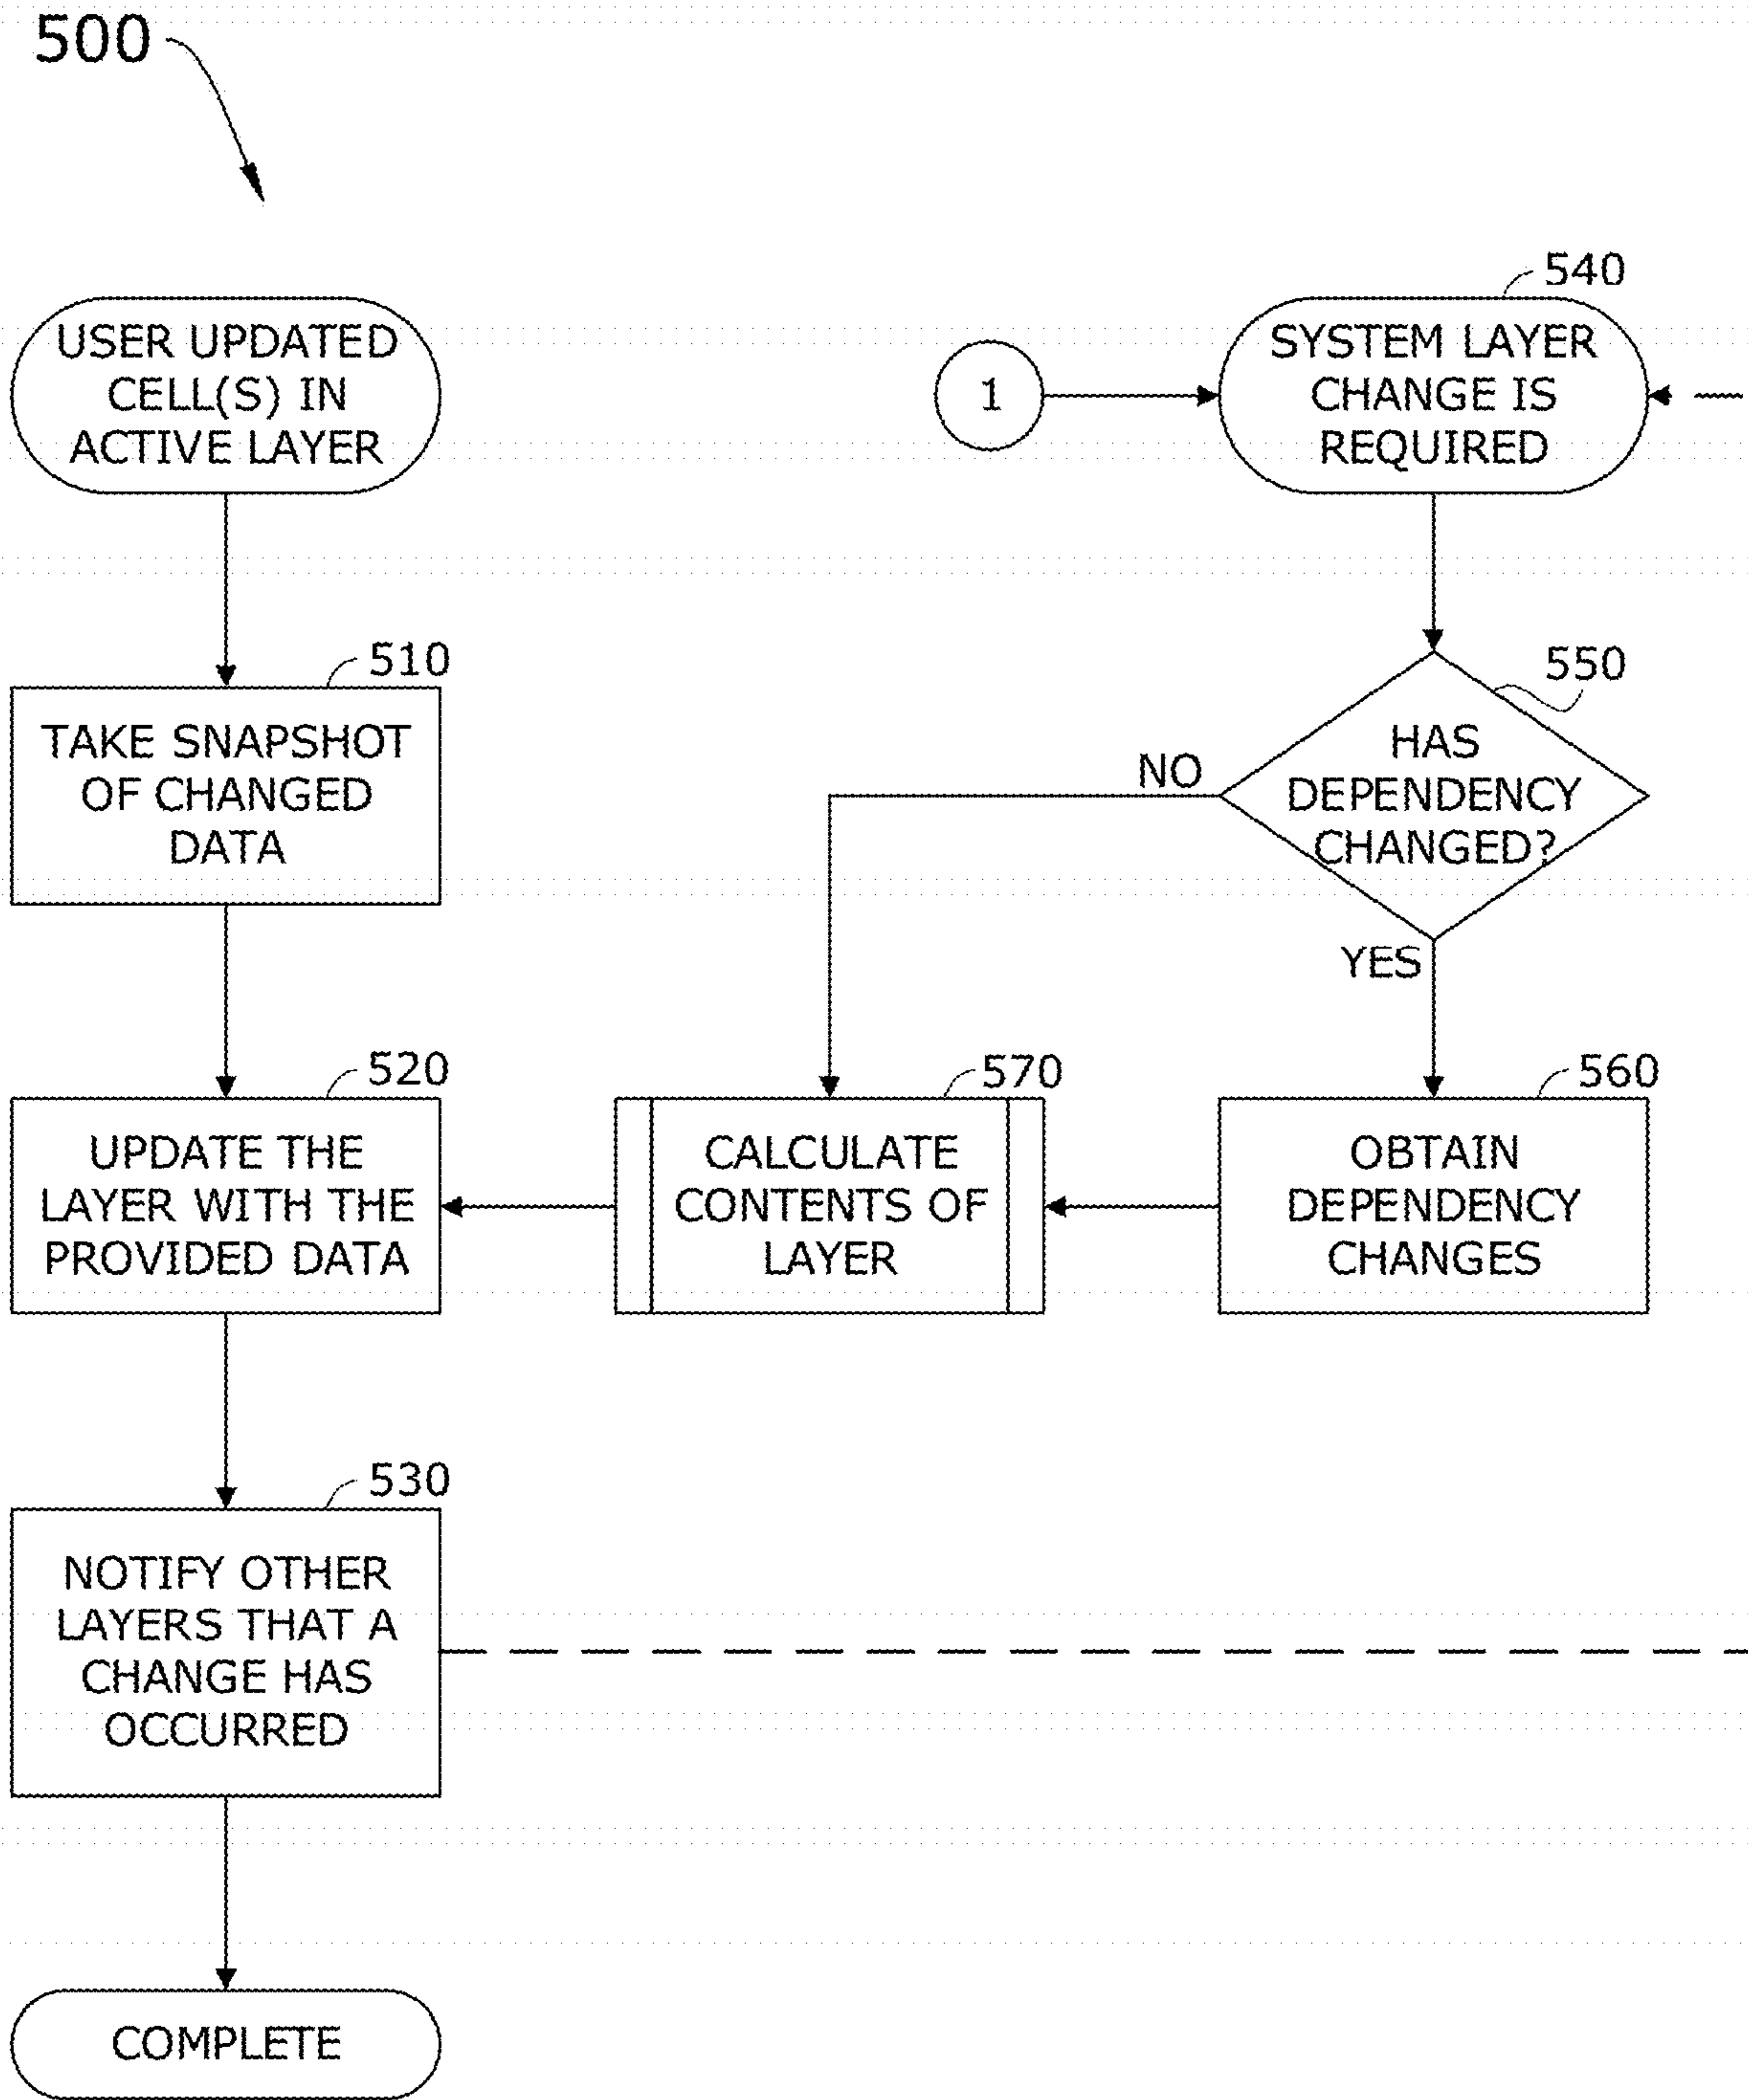 500
USER UPDATED
CELL(S) IN
ACTIVE LAYER
510
TAKE SNAPSHOT
OF CHANGED
DATA
520
UPDATE THE
LAYER WITH THE
PROVIDED DATA
530
NOTIFY OTHER
LAYERS THAT A
CHANGE HAS
OCCURRED
COMPLETE
1
540
SYSTEM LAYER
CHANGE IS
REQUIRED
550
HAS
DEPENDENCY
CHANGED?
NO
YES
560
OBTAIN
DEPENDENCY
CHANGES
570
CALCULATE
CONTENTS OF
LAYER